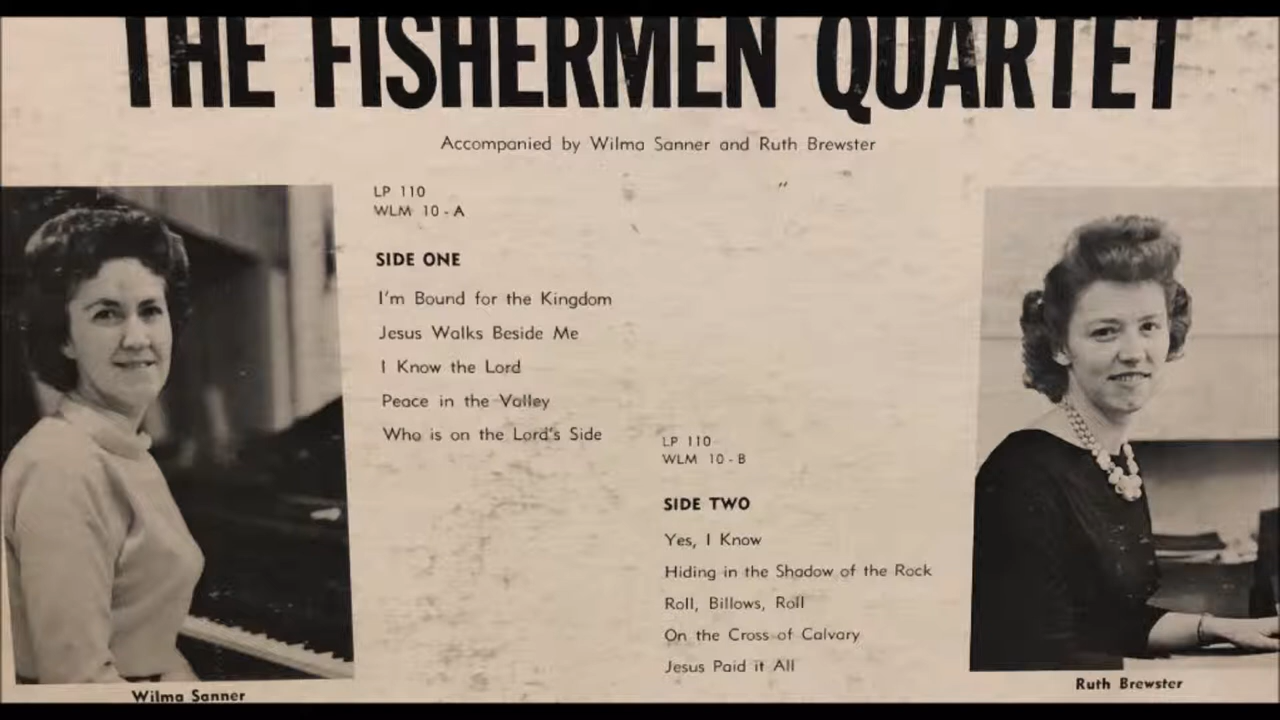 THE FISHERMEN QUARTET
Accompanied by Wilma Sanner and Ruth Brewster
LP 110
WLM 10 - A
SIDE ONE
I'm Bound for the Kingdom
Jesus Walks Beside Me
I Know the Lord
Peace in the Valley
Who is on the Lord's Side
LP 110
WLM 10 - B
SIDE TWO
Yes, I Know
Hiding in the Shadow of the Rock
Roll, Billows, Roll
On the Cross of Calvary
Jesus Paid it All
Wilma Sanner
Ruth Brewster